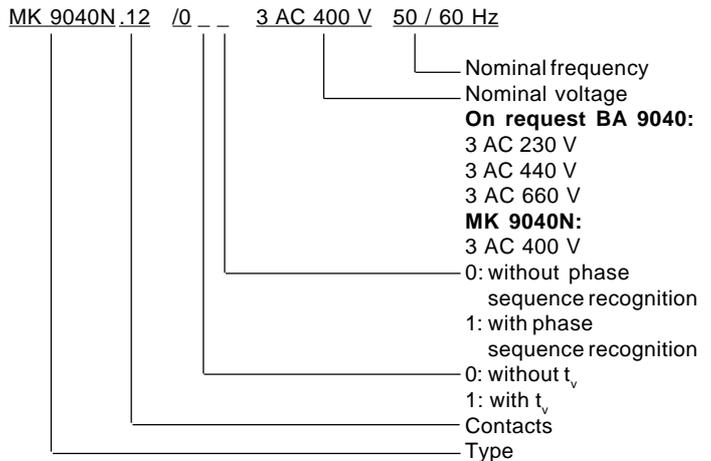 MK 9040N .12 /0 _ _ 3 AC 400 V 50 / 60 Hz
Nominal frequency
Nominal voltage
On request BA 9040:
3 AC 230 V
3 AC 440 V
3 AC 660 V
MK 9040N:
3 AC 400 V
0: without phase
sequence recognition
1: with phase
sequence recognition
0: without tv
1: with tv
Contacts
Type